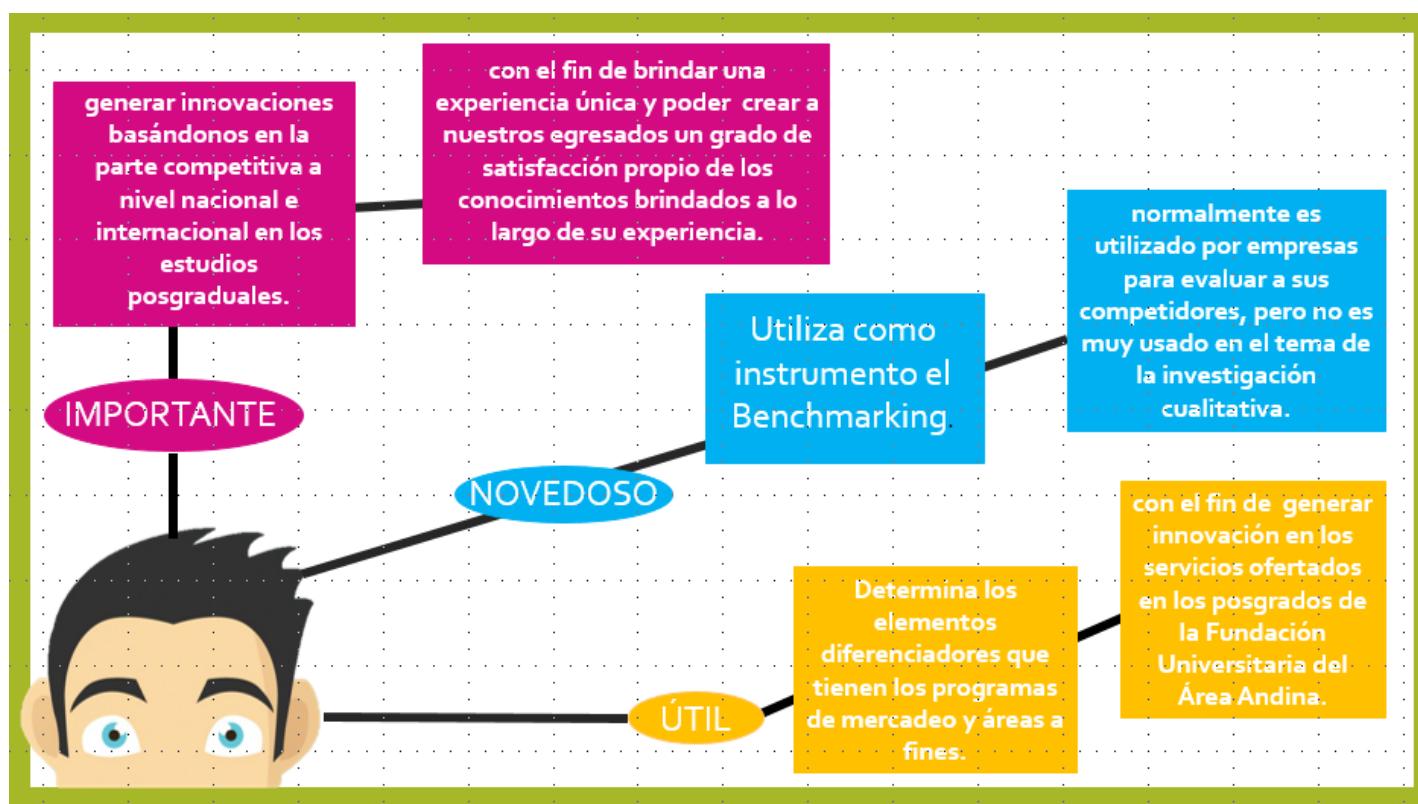 generar innovaciones
basándonos en la
parte competitiva a
nivel nacional e
internacional en los
estudios
posgraduales.
con el fin de brindar una
experiencia única y poder crear a
nuestros egresados un grado de
satisfacción propio de los
conocimientos brindados a lo
largo de su experiencia.
IMPORTANTE
normalmente es
utilizado por empresas
para evaluar a sus
competidores, pero no es
muy usado en el tema de
la investigación
cualitativa.
Utiliza como
instrumento el
Benchmarking.
NOVEDOSO
con el fin de generar
innovación en los
servicios ofertados
en los posgrados de
la Fundación
Universitaria del
Área Andina.
Determina los
elementos
diferenciadores que
tienen los programas
de mercadeo y áreas a
fines.
ÚTIL